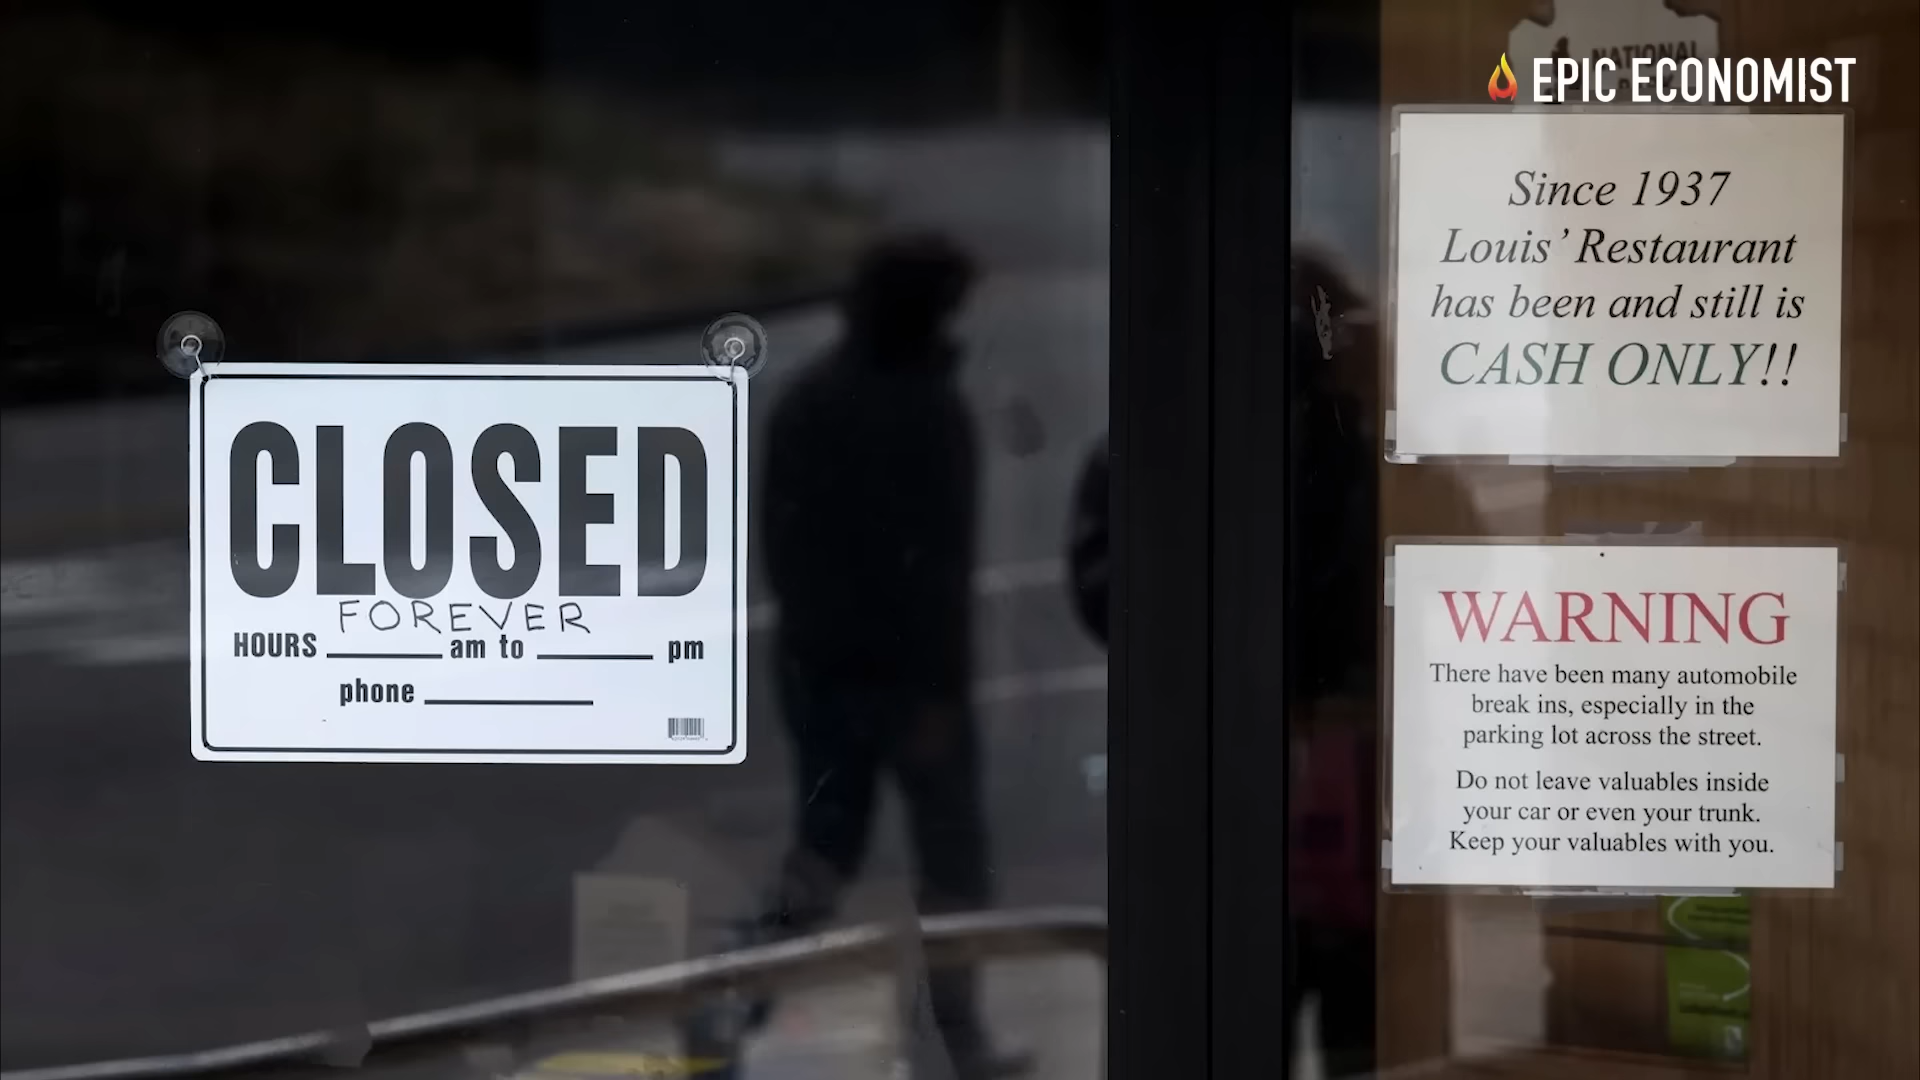 NATIONAL
EPIC ECONOMIST
CLOSED
FOREVER
HOURS am to pm
phone
Since 1937
Louis' Restaurant
has been and still is
CASH ONLY!!
WARNING
There have been many automobile
break ins, especially in the
parking lot across the street.
Do not leave valuables inside
your car or even your trunk.
Keep your valuables with you.